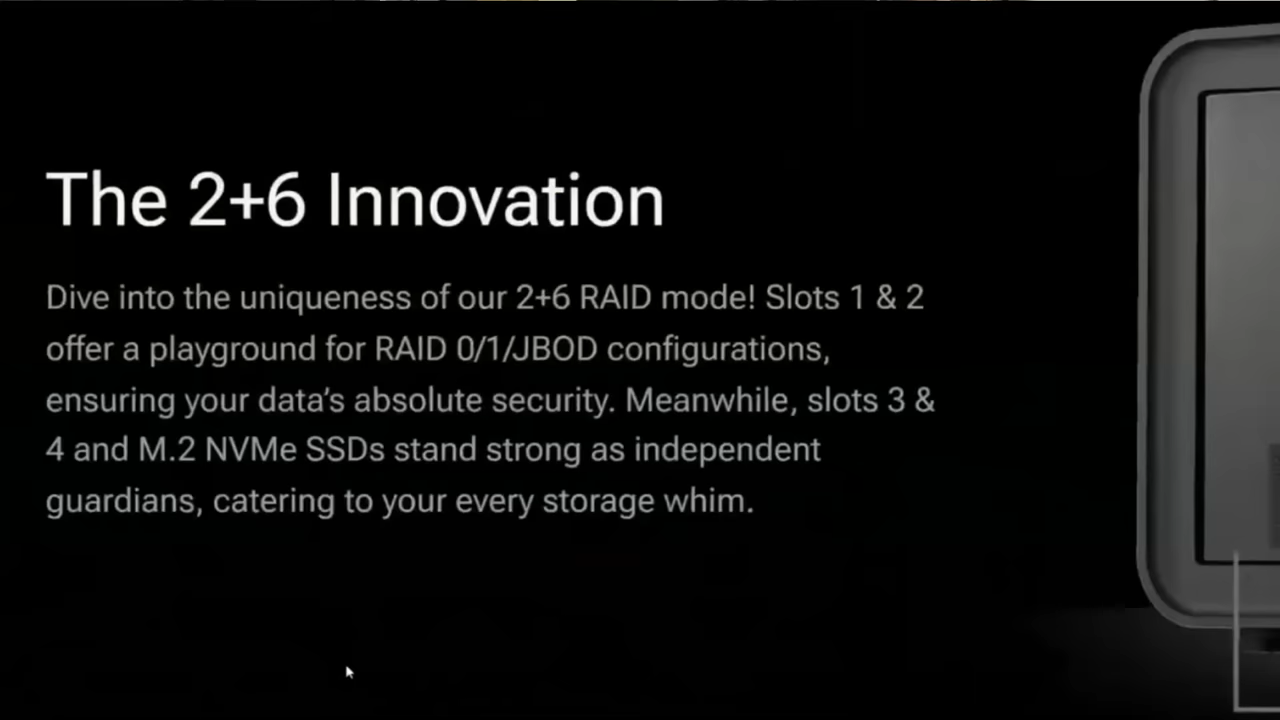 The 2+6 Innovation
Dive into the uniqueness of our 2+6 RAID mode! Slots 1 & 2
offer a playground for RAID 0/1/JBOD configurations,
ensuring your data’s absolute security. Meanwhile, slots 3 &
4 and M.2 NVMe SSDs stand strong as independent
guardians, catering to your every storage whim.